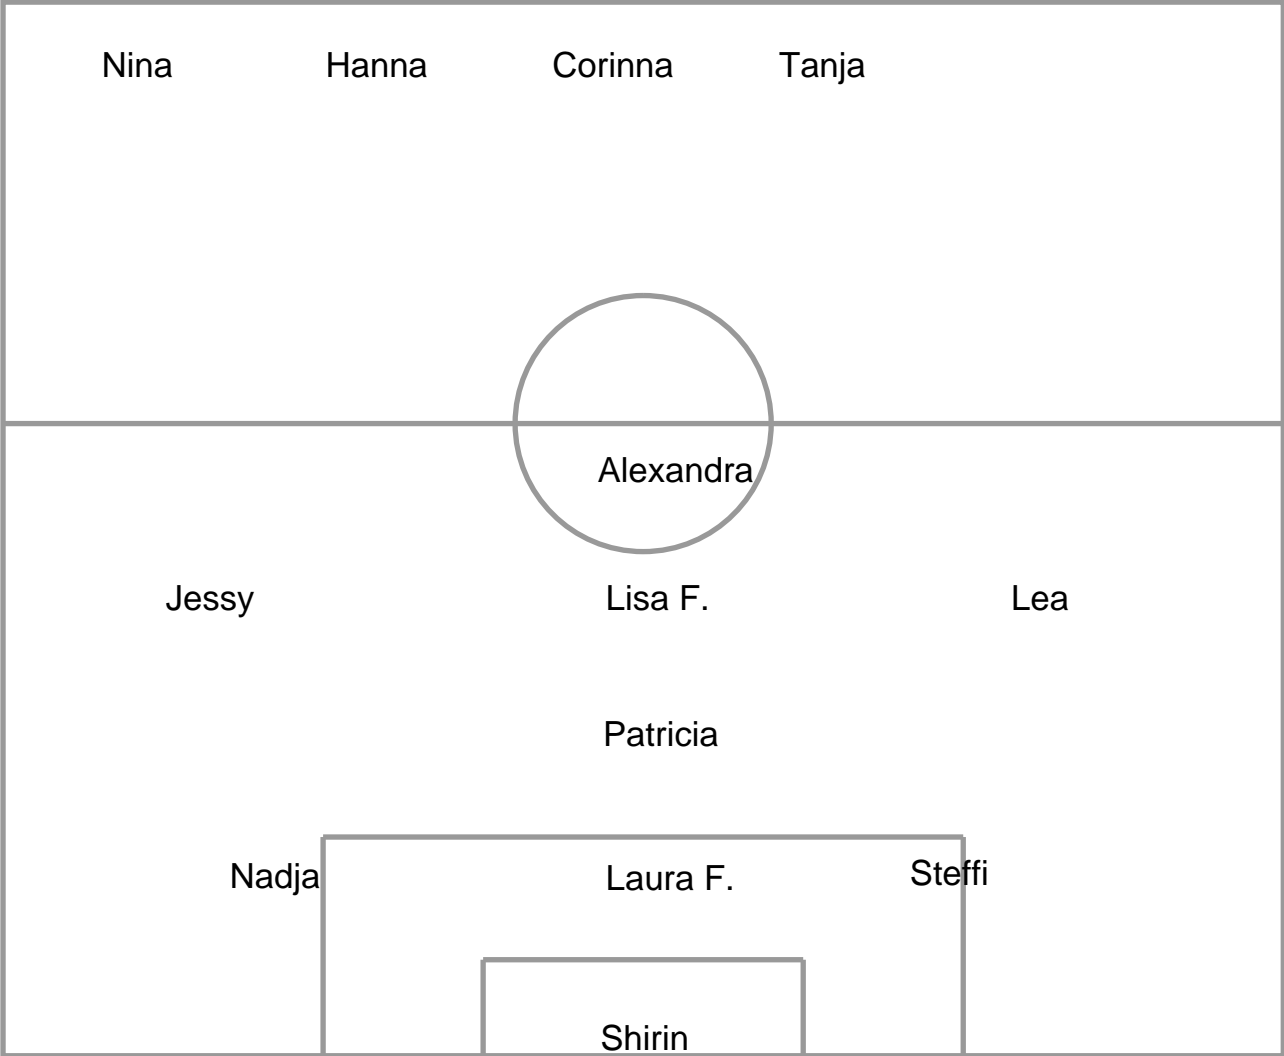 Nina Hanna Corinna Tanja
Alexandra
Jessy Lisa F. Lea
Patricia
Nadja Laura F. Steffi
Shirin